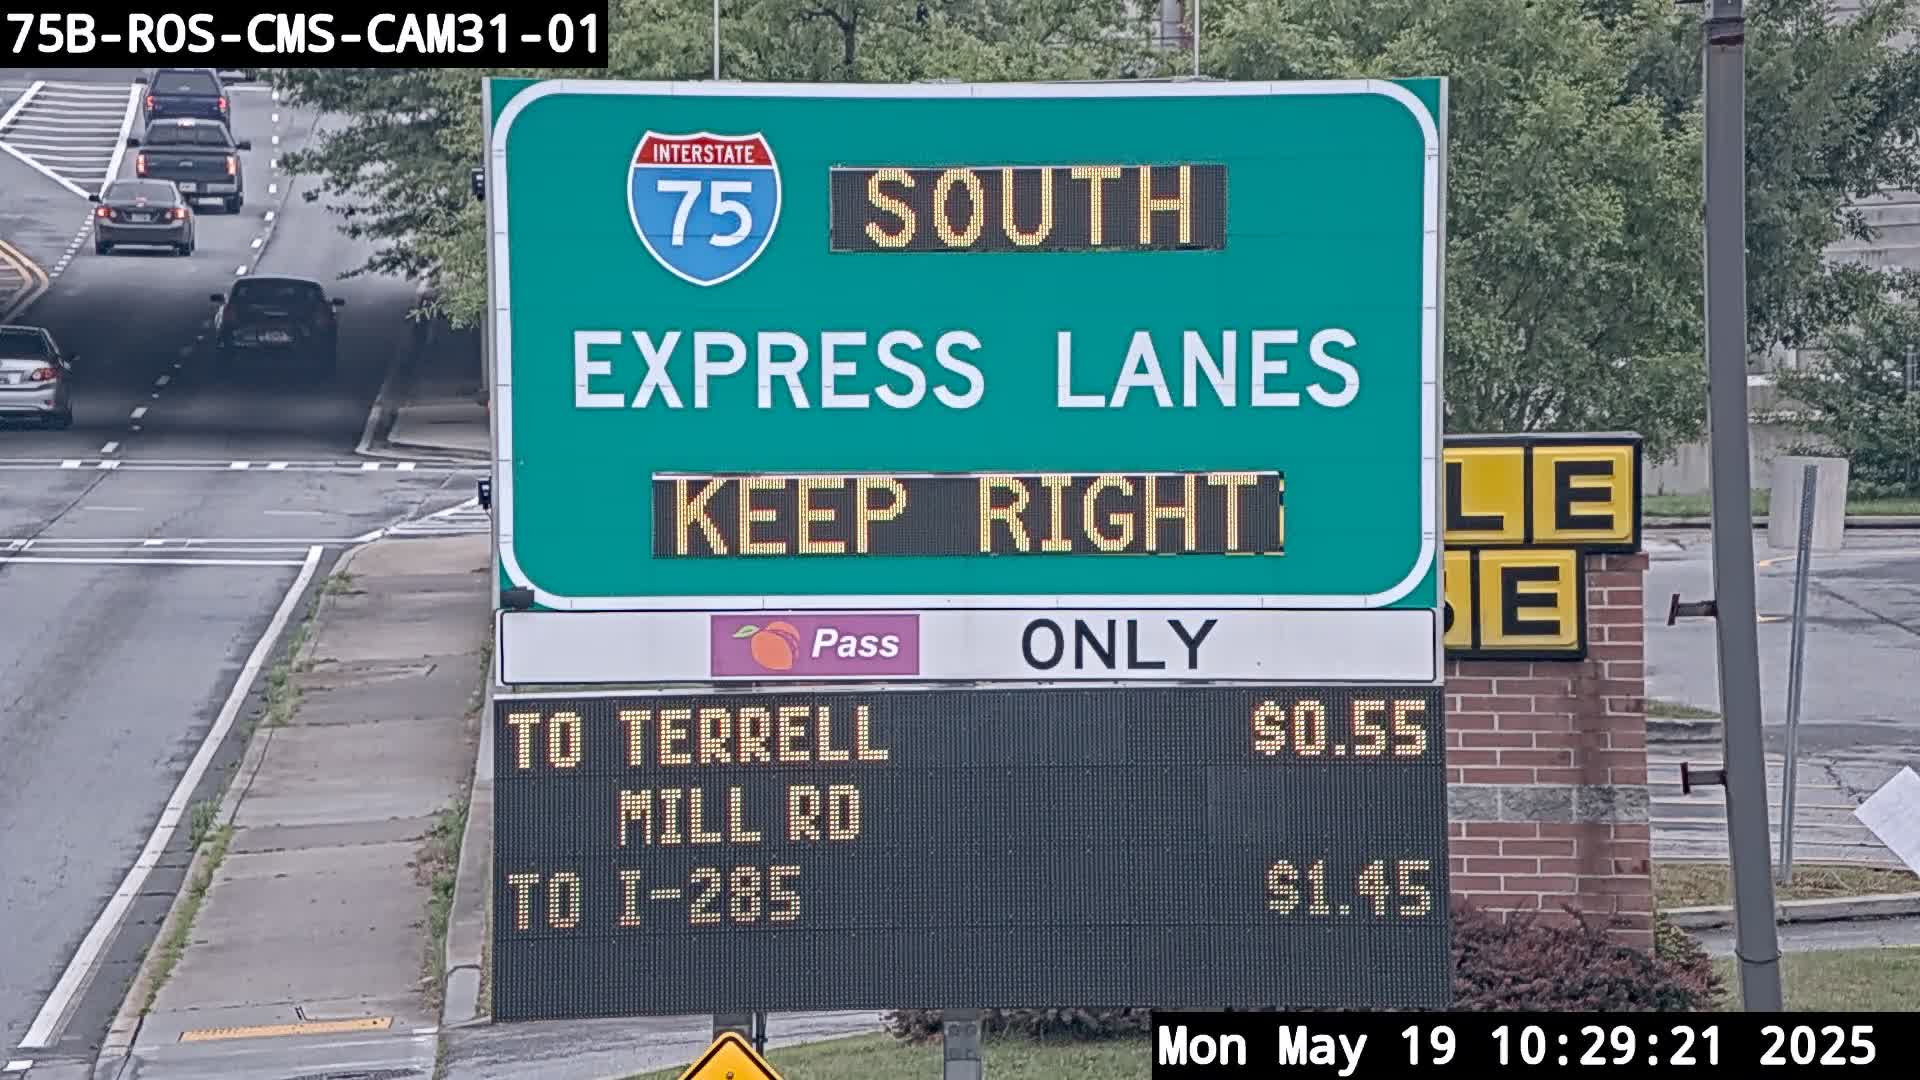 75B-ROS-CMS-CAM31-01
INTERSTATE
75
SOUTH
EXPRESS LANES
KEEP RIGHT
Pass ONLY
TO TERRELL $0.55
MILL RD
TO I-285 $1.45
LE
E
Mon May 19 10:29:21 2025